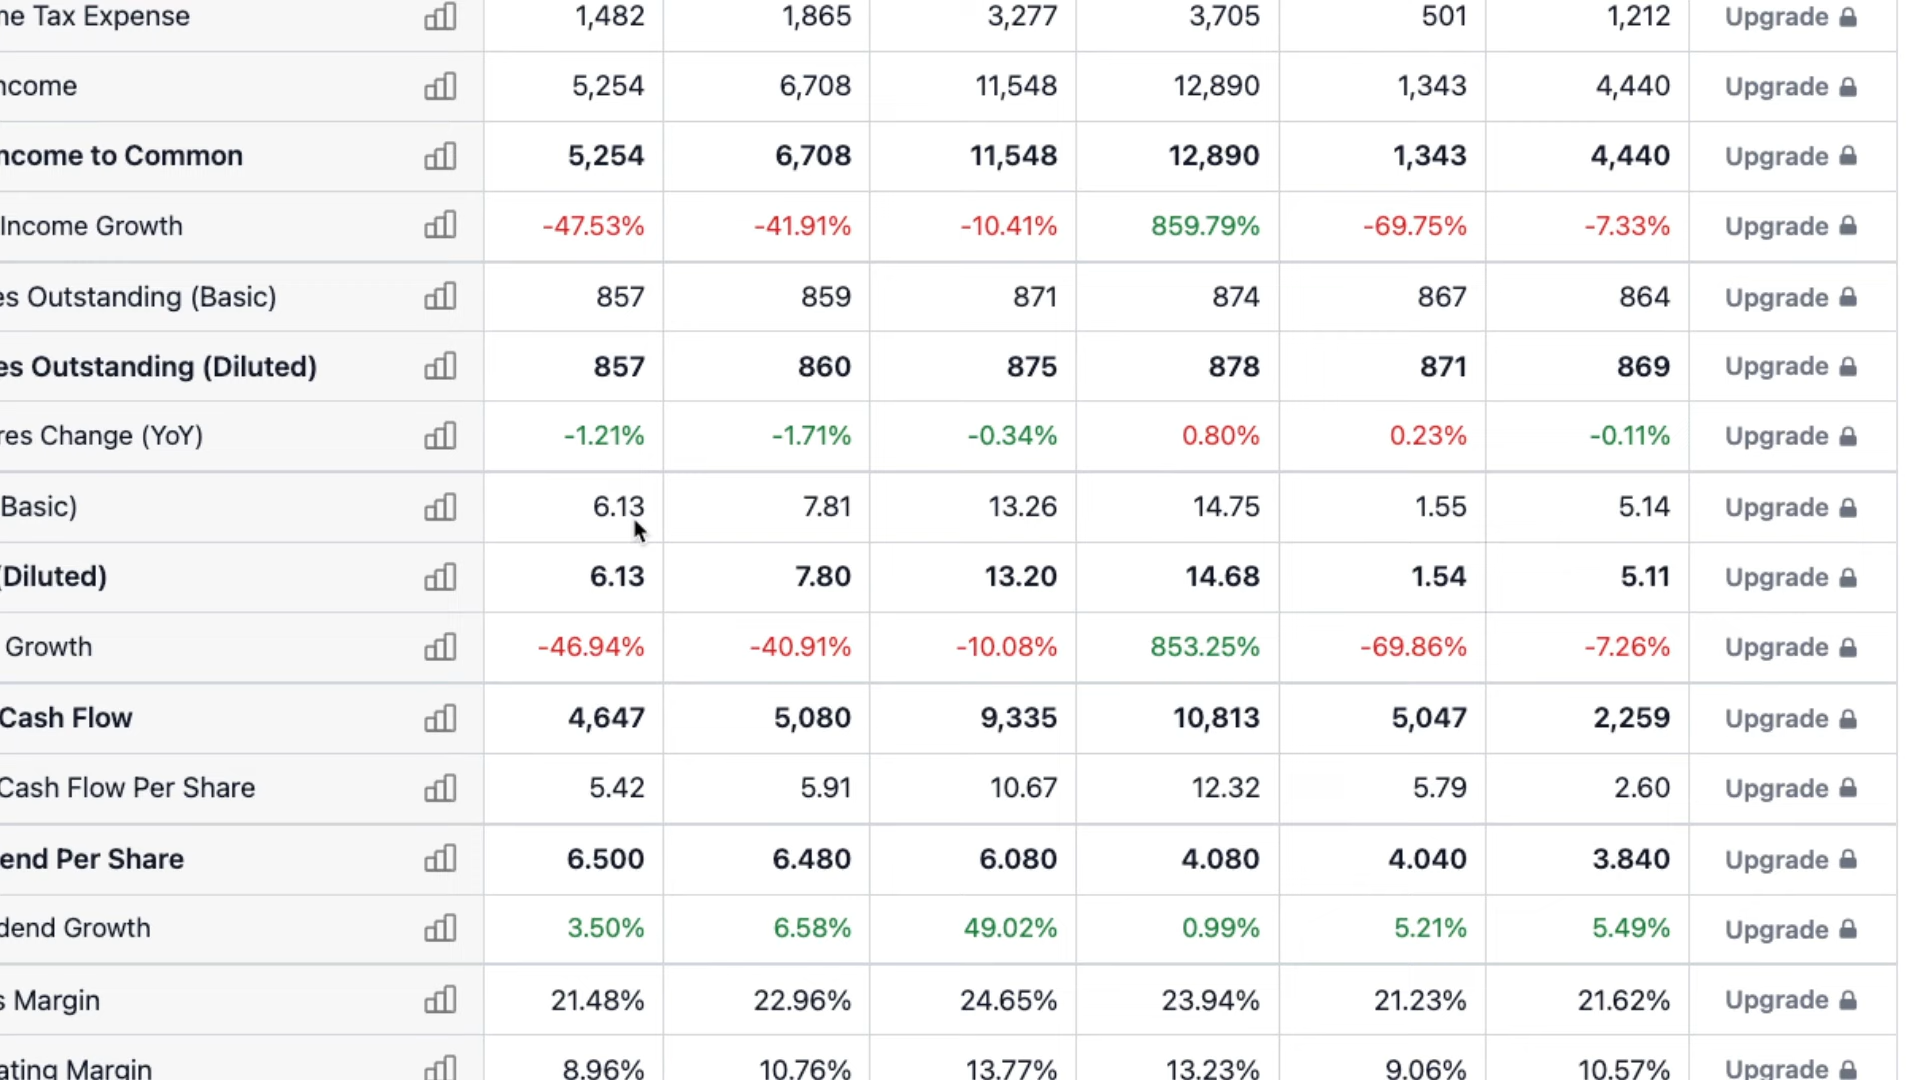 me Tax Expense 1,482 1,865 3,277 3,705 501 1,212 Upgrade
ncome 5,254 6,708 11,548 12,890 1,343 4,440 Upgrade
ncome to Common 5,254 6,708 11,548 12,890 1,343 4,440 Upgrade
Income Growth -47.53% -41.91% -10.41% 859.79% -69.75% -7.33% Upgrade
es Outstanding (Basic) 857 859 871 874 867 864 Upgrade
es Outstanding (Diluted) 857 860 875 878 871 869 Upgrade
res Change (YoY) -1.21% -1.71% -0.34% 0.80% 0.23% -0.11% Upgrade
Basic) 6.13 7.81 13.26 14.75 1.55 5.14 Upgrade
(Diluted) 6.13 7.80 13.20 14.68 1.54 5.11 Upgrade
Growth -46.94% -40.91% -10.08% 853.25% -69.86% -7.26% Upgrade
Cash Flow 4,647 5,080 9,335 10,813 5,047 2,259 Upgrade
Cash Flow Per Share 5.42 5.91 10.67 12.32 5.79 2.60 Upgrade
end Per Share 6.500 6.480 6.080 4.080 4.040 3.840 Upgrade
dend Growth 3.50% 6.58% 49.02% 0.99% 5.21% 5.49% Upgrade
s Margin 21.48% 22.96% 24.65% 23.94% 21.23% 21.62% Upgrade
ating Margin 8.96% 10.76% 13.77% 13.23% 9.06% 10.57% Upgrade